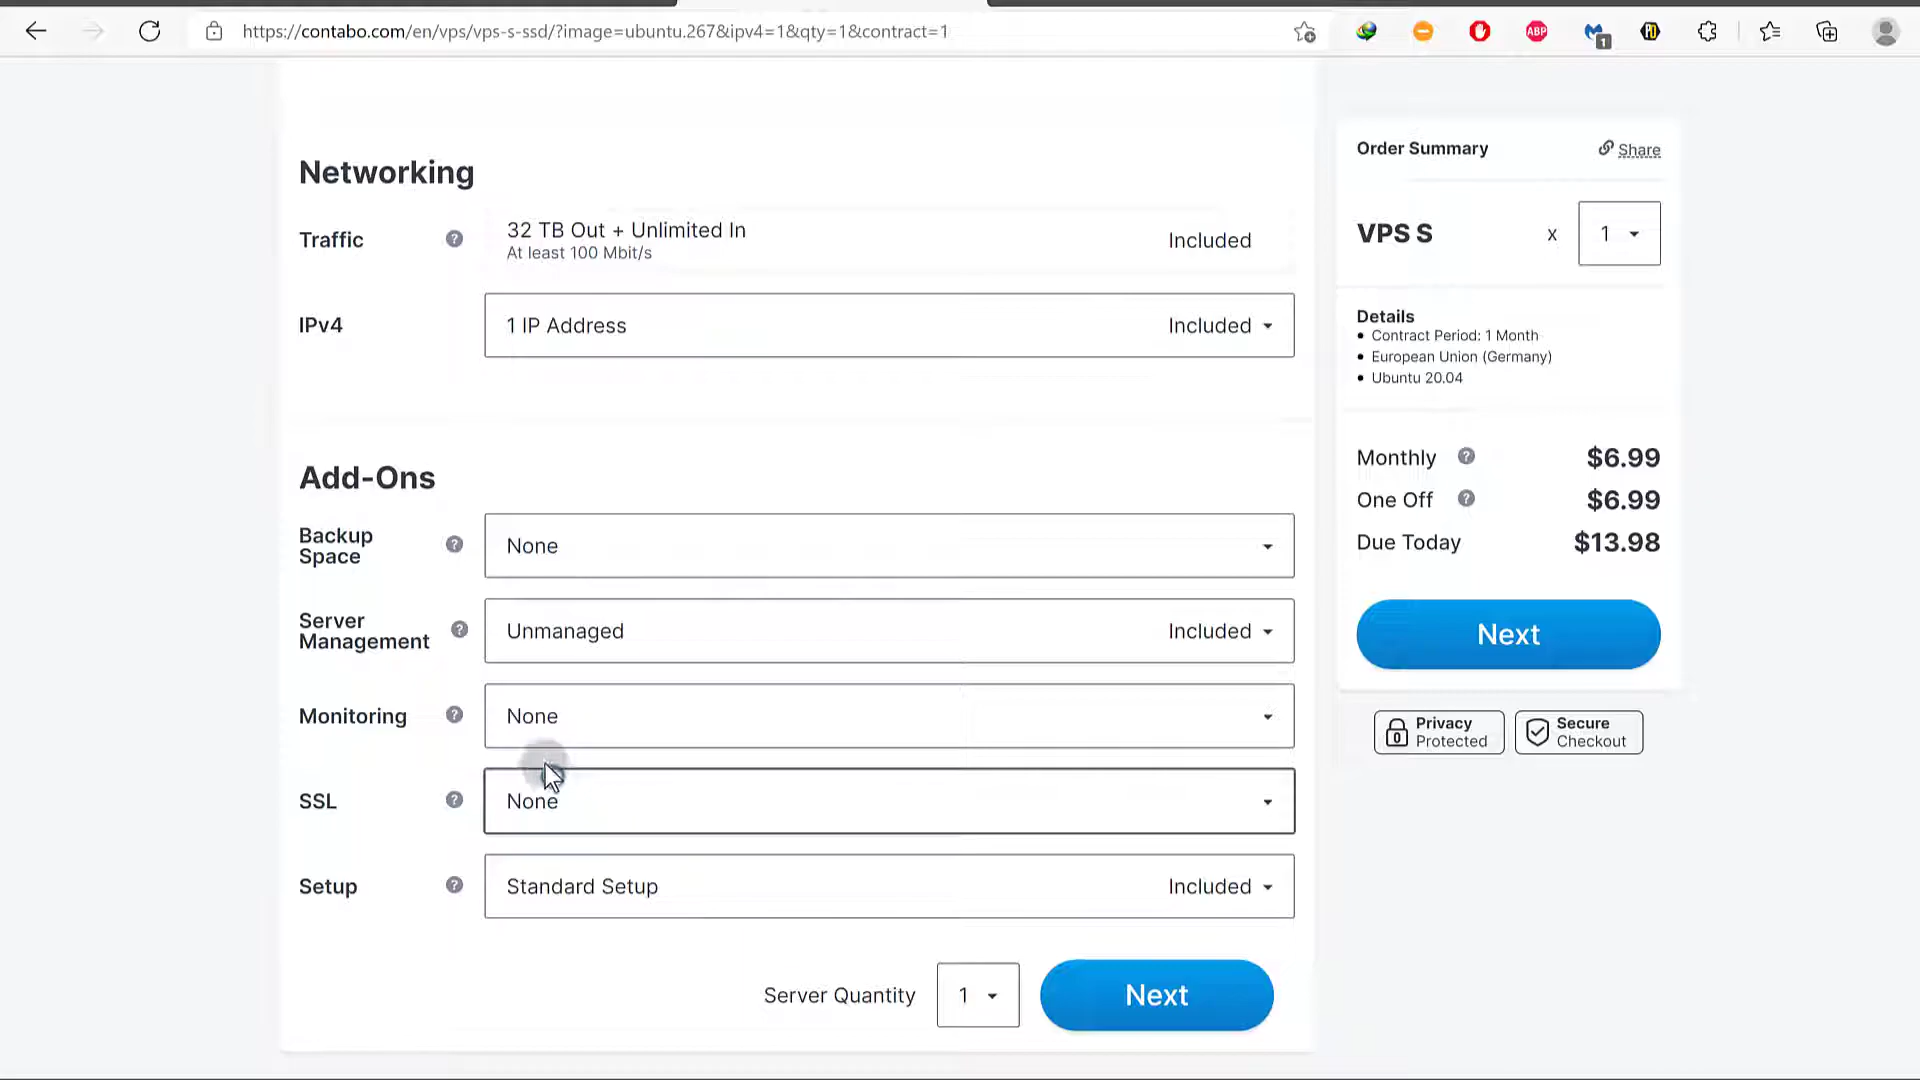 https://contabo.com/en/vps/vps-s-ssd/?image=ubuntu.267&ipv4=1&qty=1&contract=1
ABP
1
Networking
Traffic
?
32 TB Out + Unlimited In
At least 100 Mbit/s
Included
IPv4
1 IP Address
Included
Add-Ons
Backup
Space
?
None
Server
Management
?
Unmanaged
Included
Monitoring
?
None
SSL
?
None
Setup
?
Standard Setup
Included
Server Quantity
1
Next
Order Summary
Share
VPS S
x
1
Details
• Contract Period: 1 Month
• European Union (Germany)
• Ubuntu 20.04
Monthly ? $6.99
One Off ? $6.99
Due Today $13.98
Next
Privacy
Protected
Secure
Checkout